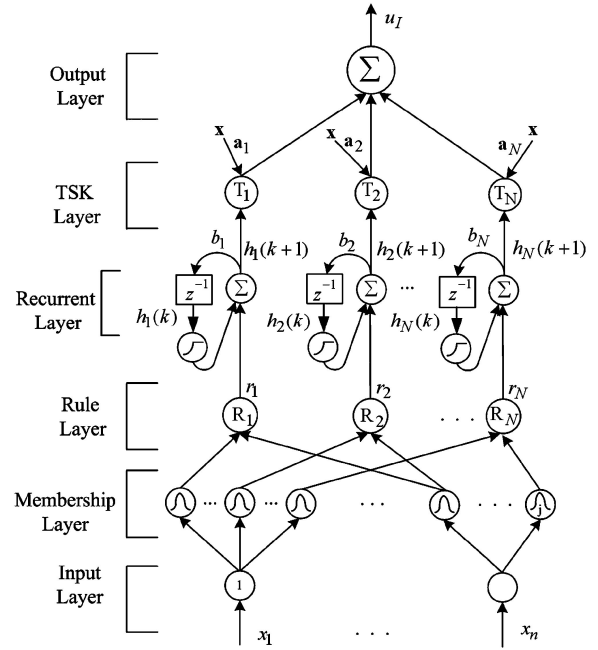 u_I
Output
Layer
Σ
x a_1 x a_2 a_N x
TSK
Layer
T_1 T_2 T_N
b_1 h_1(k+1) b_2 h_2(k+1) b_N h_N(k+1)
Recurrent
Layer
z^{-1} Σ z^{-1} Σ ... z^{-1} Σ
h_1(k) h_2(k) h_N(k)
r_1 r_2 r_N
Rule
Layer
R_1 R_2 . . . R_N
Membership
Layer
... ... . . . . . . j
Input
Layer
1
x_1 . . . x_n